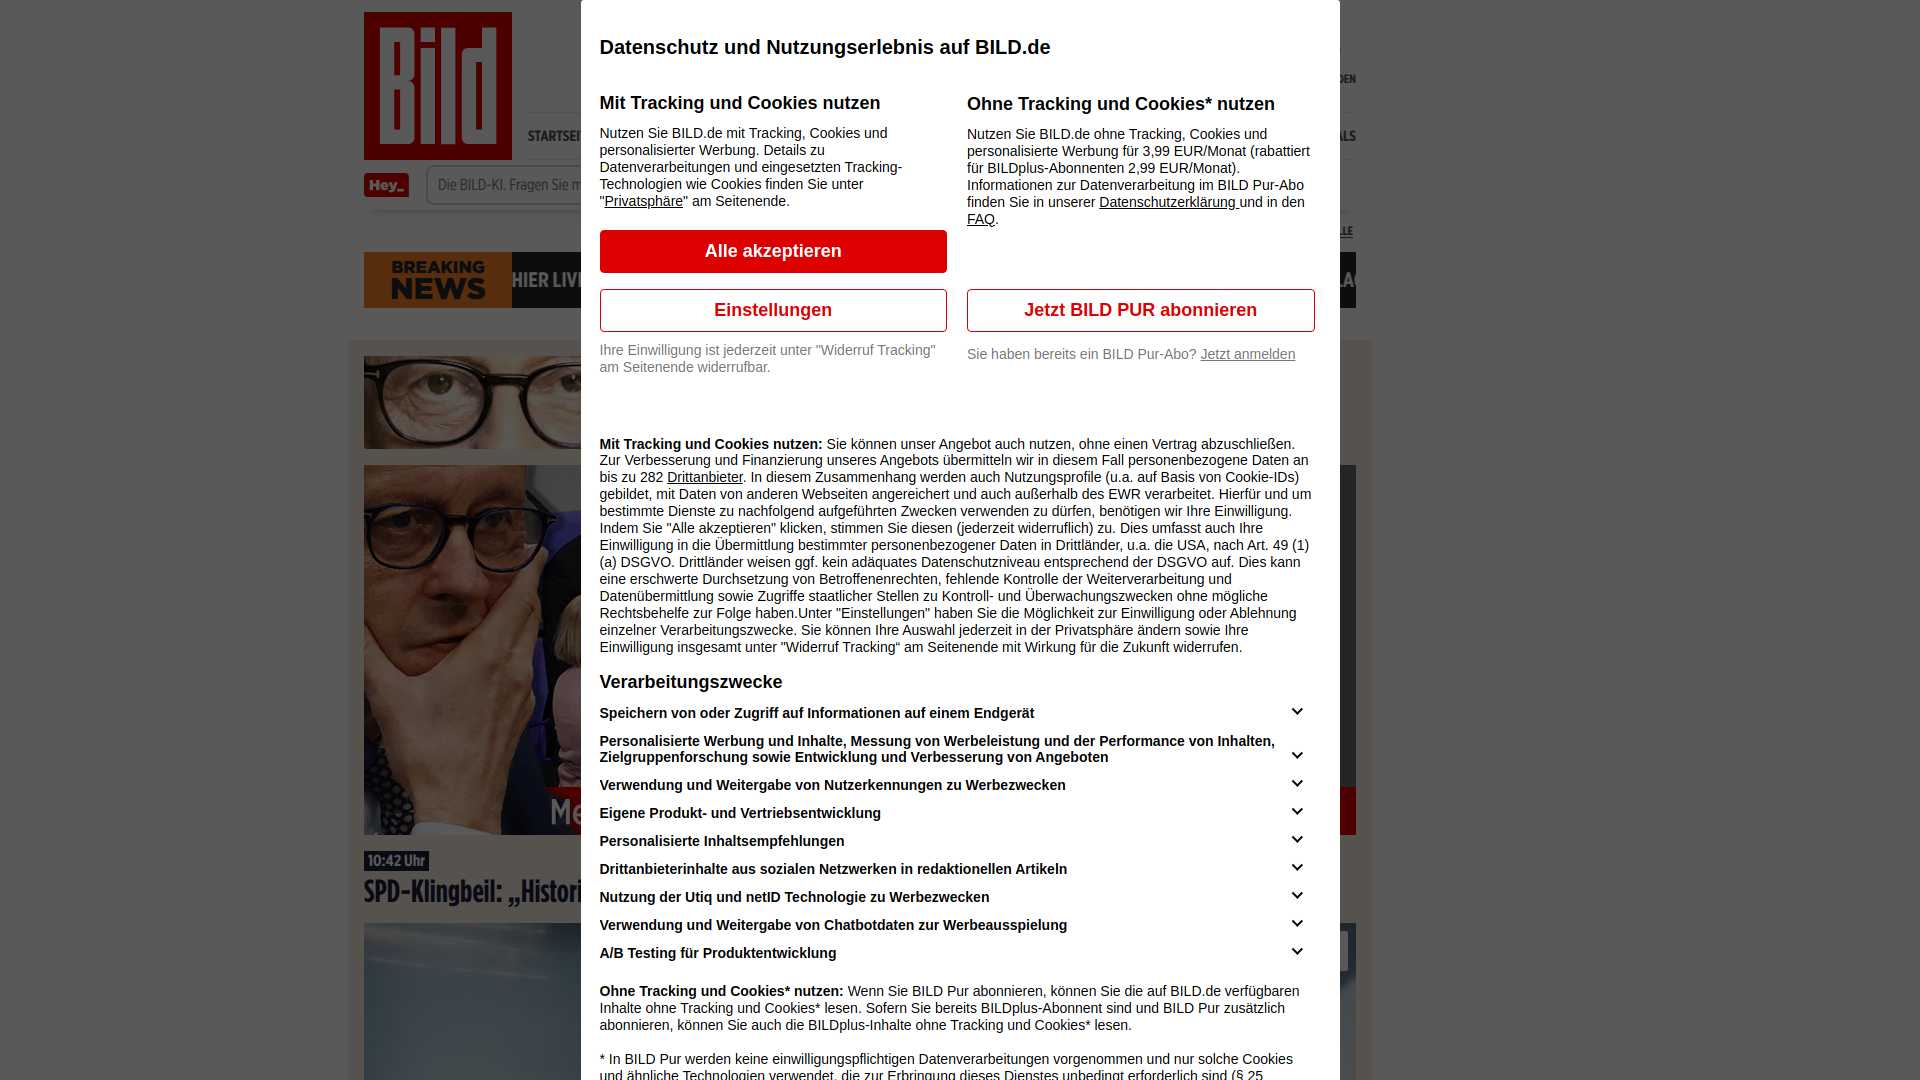 Bild
Datenschutz und Nutzungserlebnis auf BILD.de
Mit Tracking und Cookies nutzen
Nutzen Sie BILD.de mit Tracking, Cookies und
personalisierter Werbung. Details zu
Datenverarbeitungen und eingesetzten Tracking-
Technologien wie Cookies finden Sie unter
"Privatsphäre" am Seitenende.
Alle akzeptieren
Einstellungen
Ihre Einwilligung ist jederzeit unter "Widerruf Tracking"
am Seitenende widerrufbar.
Ohne Tracking und Cookies* nutzen
Nutzen Sie BILD.de ohne Tracking, Cookies und
personalisierte Werbung für 3,99 EUR/Monat (rabattiert
für BILDplus-Abonnenten 2,99 EUR/Monat).
Informationen zur Datenverarbeitung im BILD Pur-Abo
finden Sie in unserer Datenschutzerklärung und in den
FAQ.
Jetzt BILD PUR abonnieren
Sie haben bereits ein BILD Pur-Abo? Jetzt anmelden
Hey_
Die BILD-KI. Fragen Sie
BREAKING
NEWS
HIER
Mit Tracking und Cookies nutzen: Sie können unser Angebot auch nutzen, ohne einen Vertrag abzuschließen.
Zur Verbesserung und Finanzierung unseres Angebots übermitteln wir in diesem Fall personenbezogene Daten an
bis zu 282 Drittanbieter. In diesem Zusammenhang werden auch Nutzungsprofile (u.a. auf Basis von Cookie-IDs)
gebildet, mit Daten von anderen Webseiten angereichert und auch außerhalb des EWR verarbeitet. Hierfür und um
bestimmte Dienste zu nachfolgend aufgeführten Zwecken verwenden zu dürfen, benötigen wir Ihre Einwilligung.
Indem Sie "Alle akzeptieren" klicken, stimmen Sie diesen (jederzeit widerruflich) zu. Dies umfasst auch Ihre
Einwilligung in die Übermittlung bestimmter personenbezogener Daten in Drittländer, u.a. die USA, nach Art. 49 (1)
(a) DSGVO. Drittländer weisen ggf. kein adäquates Datenschutzniveau entsprechend der DSGVO auf. Dies kann
eine erschwerte Durchsetzung von Betroffenenrechten, fehlende Kontrolle der Weiterverarbeitung und
Datenübermittlung sowie Zugriffe staatlicher Stellen zu Kontroll- und Überwachungszwecken ohne mögliche
Rechtsbehelfe zur Folge haben.Unter "Einstellungen" haben Sie die Möglichkeit zur Einwilligung oder Ablehnung
einzelner Verarbeitungszwecke. Sie können Ihre Auswahl jederzeit in der Privatsphäre ändern sowie Ihre
Einwilligung insgesamt unter "Widerruf Tracking“ am Seitenende mit Wirkung für die Zukunft widerrufen.
Verarbeitungszwecke
Speichern von oder Zugriff auf Informationen auf einem Endgerät
Personalisierte Werbung und Inhalte, Messung von Werbeleistung und der Performance von Inhalten,
Zielgruppenforschung sowie Entwicklung und Verbesserung von Angeboten
Verwendung und Weitergabe von Nutzerkennungen zu Werbezwecken
Eigene Produkt- und Vertriebsentwicklung
Personalisierte Inhaltsempfehlungen
Drittanbieterinhalte aus sozialen Netzwerken in redaktionellen Artikeln
Nutzung der Utiq und netID Technologie zu Werbezwecken
Verwendung und Weitergabe von Chatbotdaten zur Werbeausspielung
A/B Testing für Produktentwicklung
10:42 Uhr
SPD-Klingbeil:
Ohne Tracking und Cookies* nutzen: Wenn Sie BILD Pur abonnieren, können Sie die auf BILD.de verfügbaren
Inhalte ohne Tracking und Cookies* lesen. Sofern Sie bereits BILDplus-Abonnent sind und BILD Pur zusätzlich
abonnieren, können Sie auch die BILDplus-Inhalte ohne Tracking und Cookies* lesen.
* In BILD Pur werden keine einwilligungspflichtigen Datenverarbeitungen vorgenommen und nur solche Cookies
und ähnliche Technologien verwendet, die zur Erbringung dieses Dienstes unbedingt erforderlich sind (§ 25